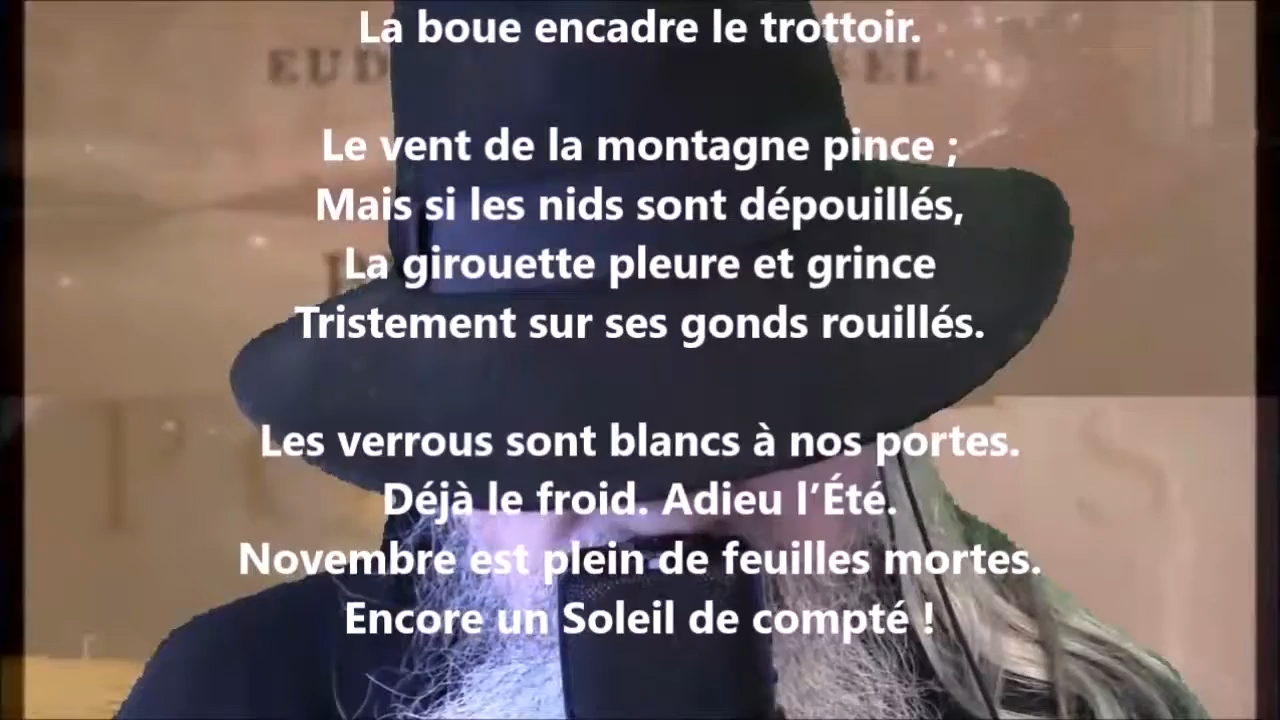 La boue encadre le trottoir.
EUD EL
Le vent de la montagne pince ;
Mais si les nids sont dépouillés,
La girouette pleure et grince
Tristement sur ses gonds rouillés.
Les verrous sont blancs à nos portes.
Déjà le froid. Adieu l’Été.
Novembre est plein de feuilles mortes.
Encore un Soleil de compté !